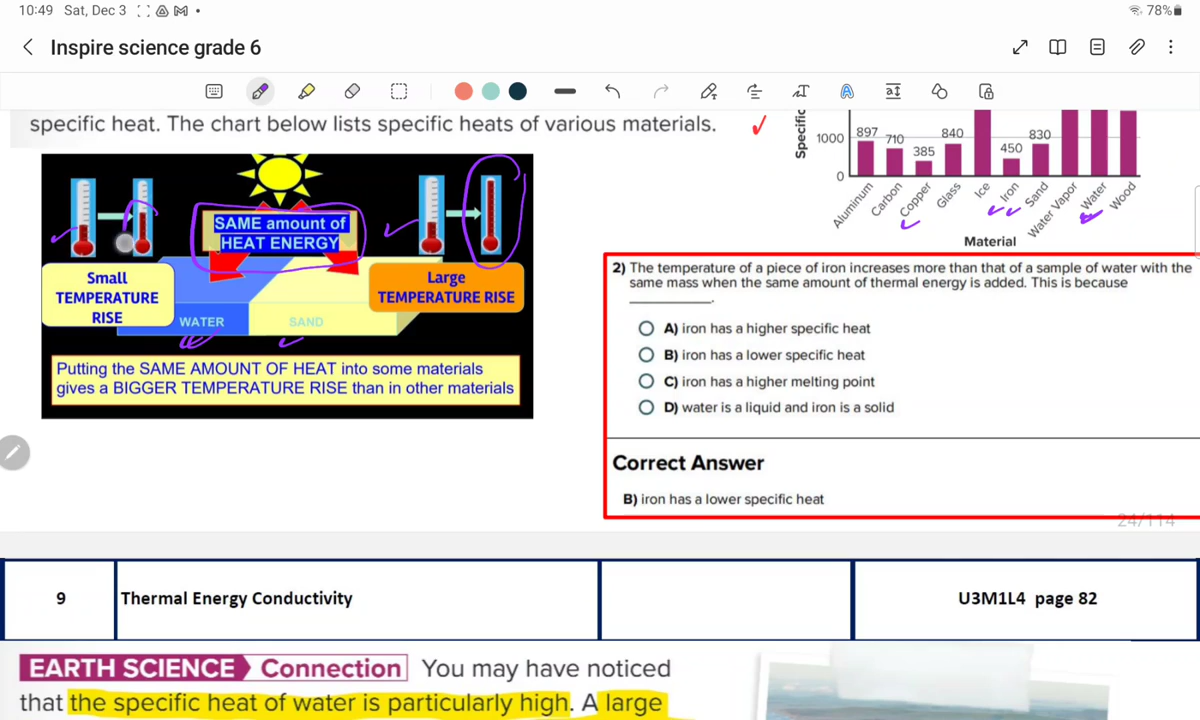 10:49 Sat, Dec 3
78%
Inspire science grade 6
specific heat. The chart below lists specific heats of various materials.
SAME amount of
HEAT ENERGY
Small
TEMPERATURE
RISE
Large
TEMPERATURE RISE
WATER
SAND
Putting the SAME AMOUNT OF HEAT into some materials
gives a BIGGER TEMPERATURE RISE than in other materials
Specific
1000
0
897
710
385
840
450
830
Aluminum
Carbon
Copper
Glass
Ice
Iron
Sand
Water Vapor
Water
Wood
Material
2) The temperature of a piece of iron increases more than that of a sample of water with the
same mass when the same amount of thermal energy is added. This is because
____________.
A) iron has a higher specific heat
B) iron has a lower specific heat
C) iron has a higher melting point
D) water is a liquid and iron is a solid
Correct Answer
B) iron has a lower specific heat
24/114
9
Thermal Energy Conductivity
U3M1L4 page 82
EARTH SCIENCE Connection You may have noticed
that the specific heat of water is particularly high. A large